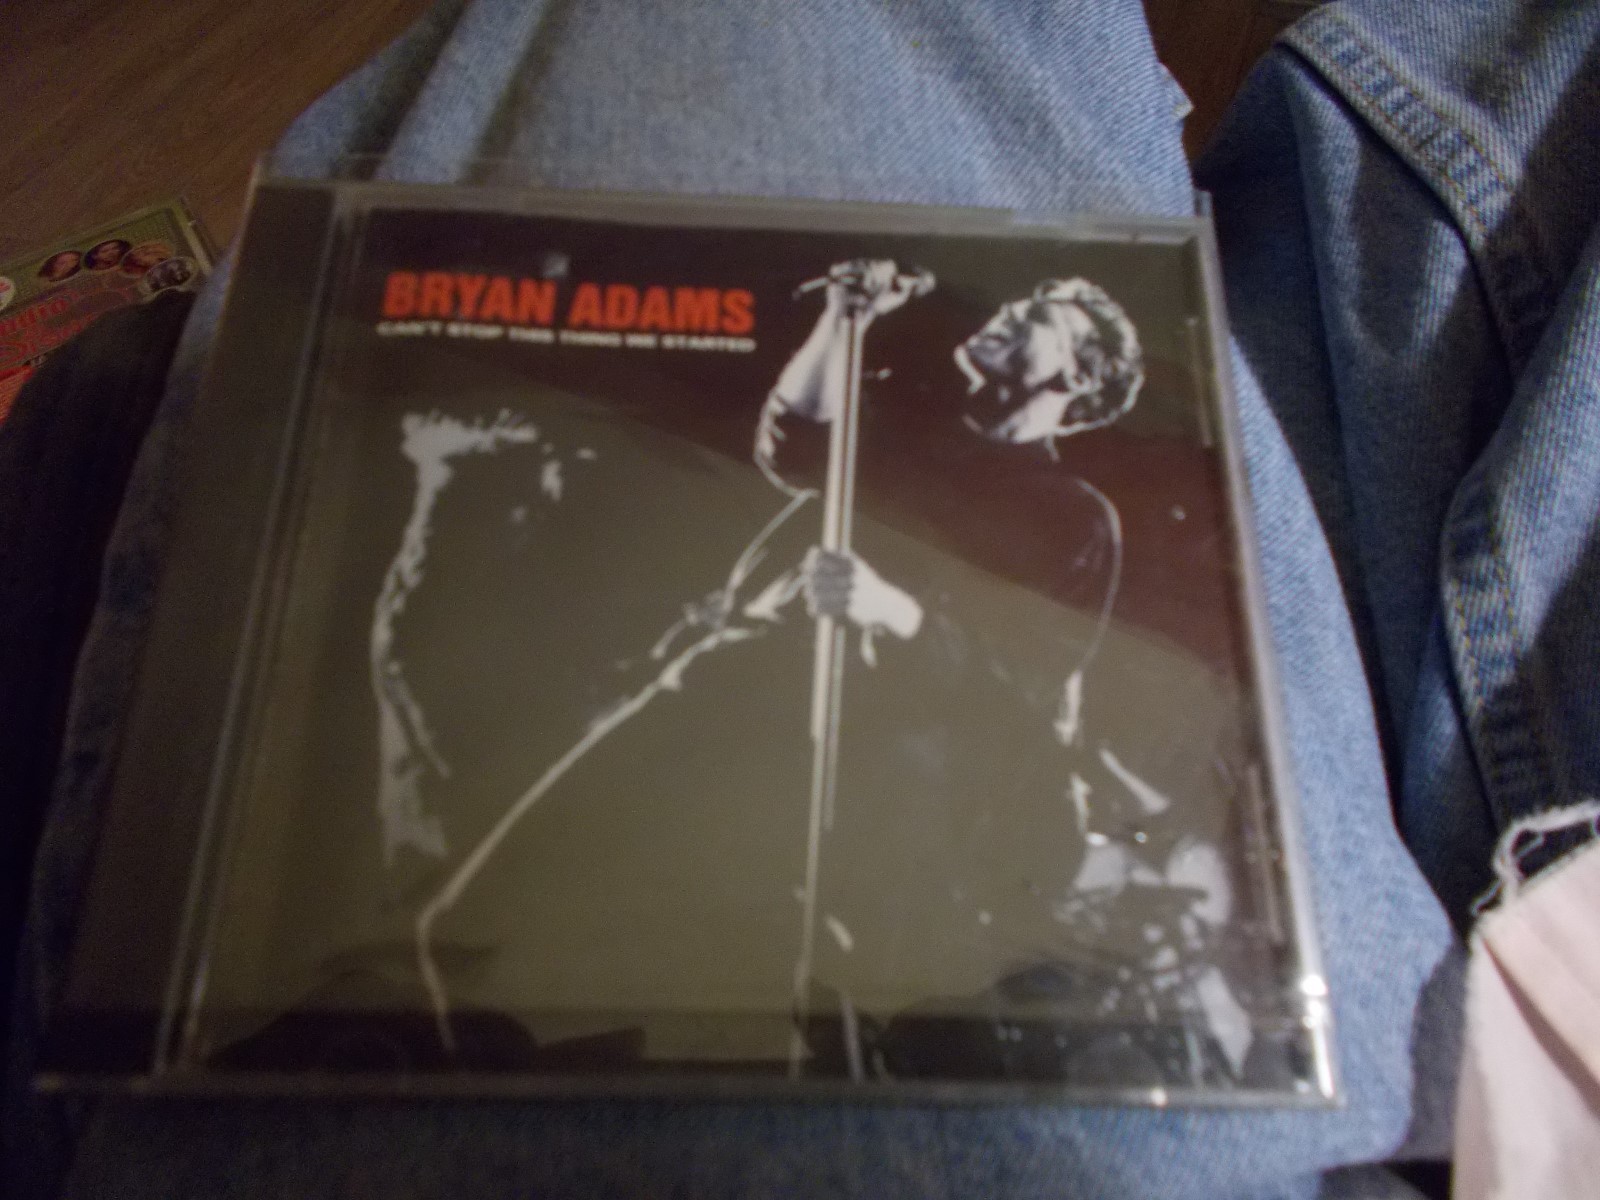 BRYAN ADAMS
CAN'T STOP THIS THING WE STARTED